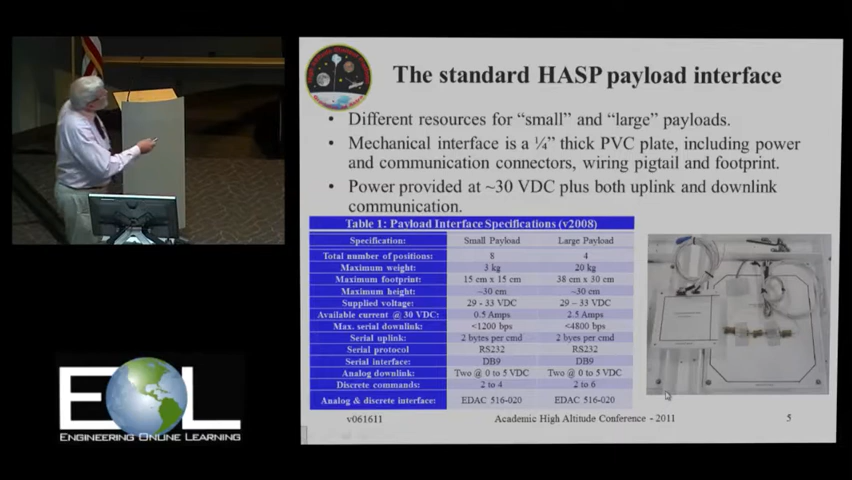 The standard HASP payload interface
• Different resources for “small” and “large” payloads.
• Mechanical interface is a ¼” thick PVC plate, including power
and communication connectors, wiring pigtail and footprint.
• Power provided at ~30 VDC plus both uplink and downlink
communication.
Table 1: Payload Interface Specifications (v2008)
Specification: Small Payload Large Payload
Total number of positions: 8 4
Maximum weight: 3 kg 20 kg
Maximum footprint: 15 cm x 15 cm 38 cm x 30 cm
Maximum height: ~30 cm ~30 cm
Supplied voltage: 29 - 33 VDC 29 – 33 VDC
Available current @ 30 VDC: 0.5 Amps 2.5 Amps
Max. serial downlink: <1200 bps <4800 bps
Serial uplink: 2 bytes per cmd 2 byes per cmd
Serial protocol RS232 RS232
Serial interface: DB9 DB9
Analog downlink: Two @ 0 to 5 VDC Two @ 0 to 5 VDC
Discrete commands: 2 to 4 2 to 6
Analog & discrete interface: EDAC 516-020 EDAC 516-020
v061611 Academic High Altitude Conference - 2011 5
EOL
ENGINEERING ONLINE LEARNING